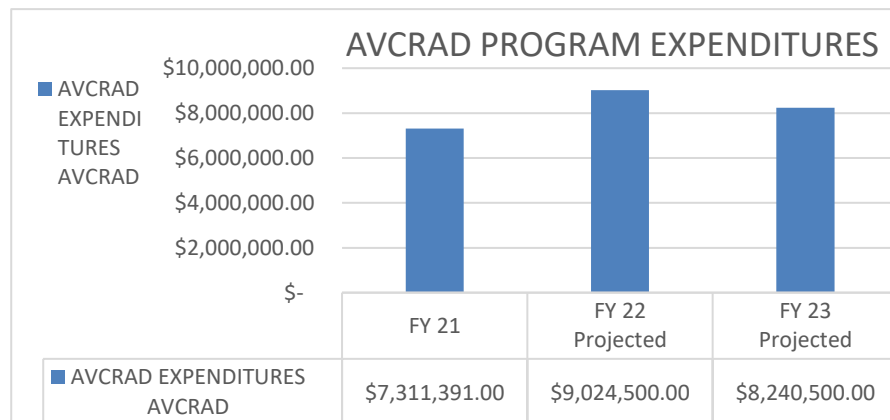 AVCRAD PROGRAM EXPENDITURES
AVCRAD
EXPENDI
TURES
AVCRAD
$10,000,000.00
$8,000,000.00
$6,000,000.00
$4,000,000.00
$2,000,000.00
$-
FY 21
FY 22
Projected
FY 23
Projected
AVCRAD EXPENDITURES
AVCRAD
$7,311,391.00 $9,024,500.00 $8,240,500.00